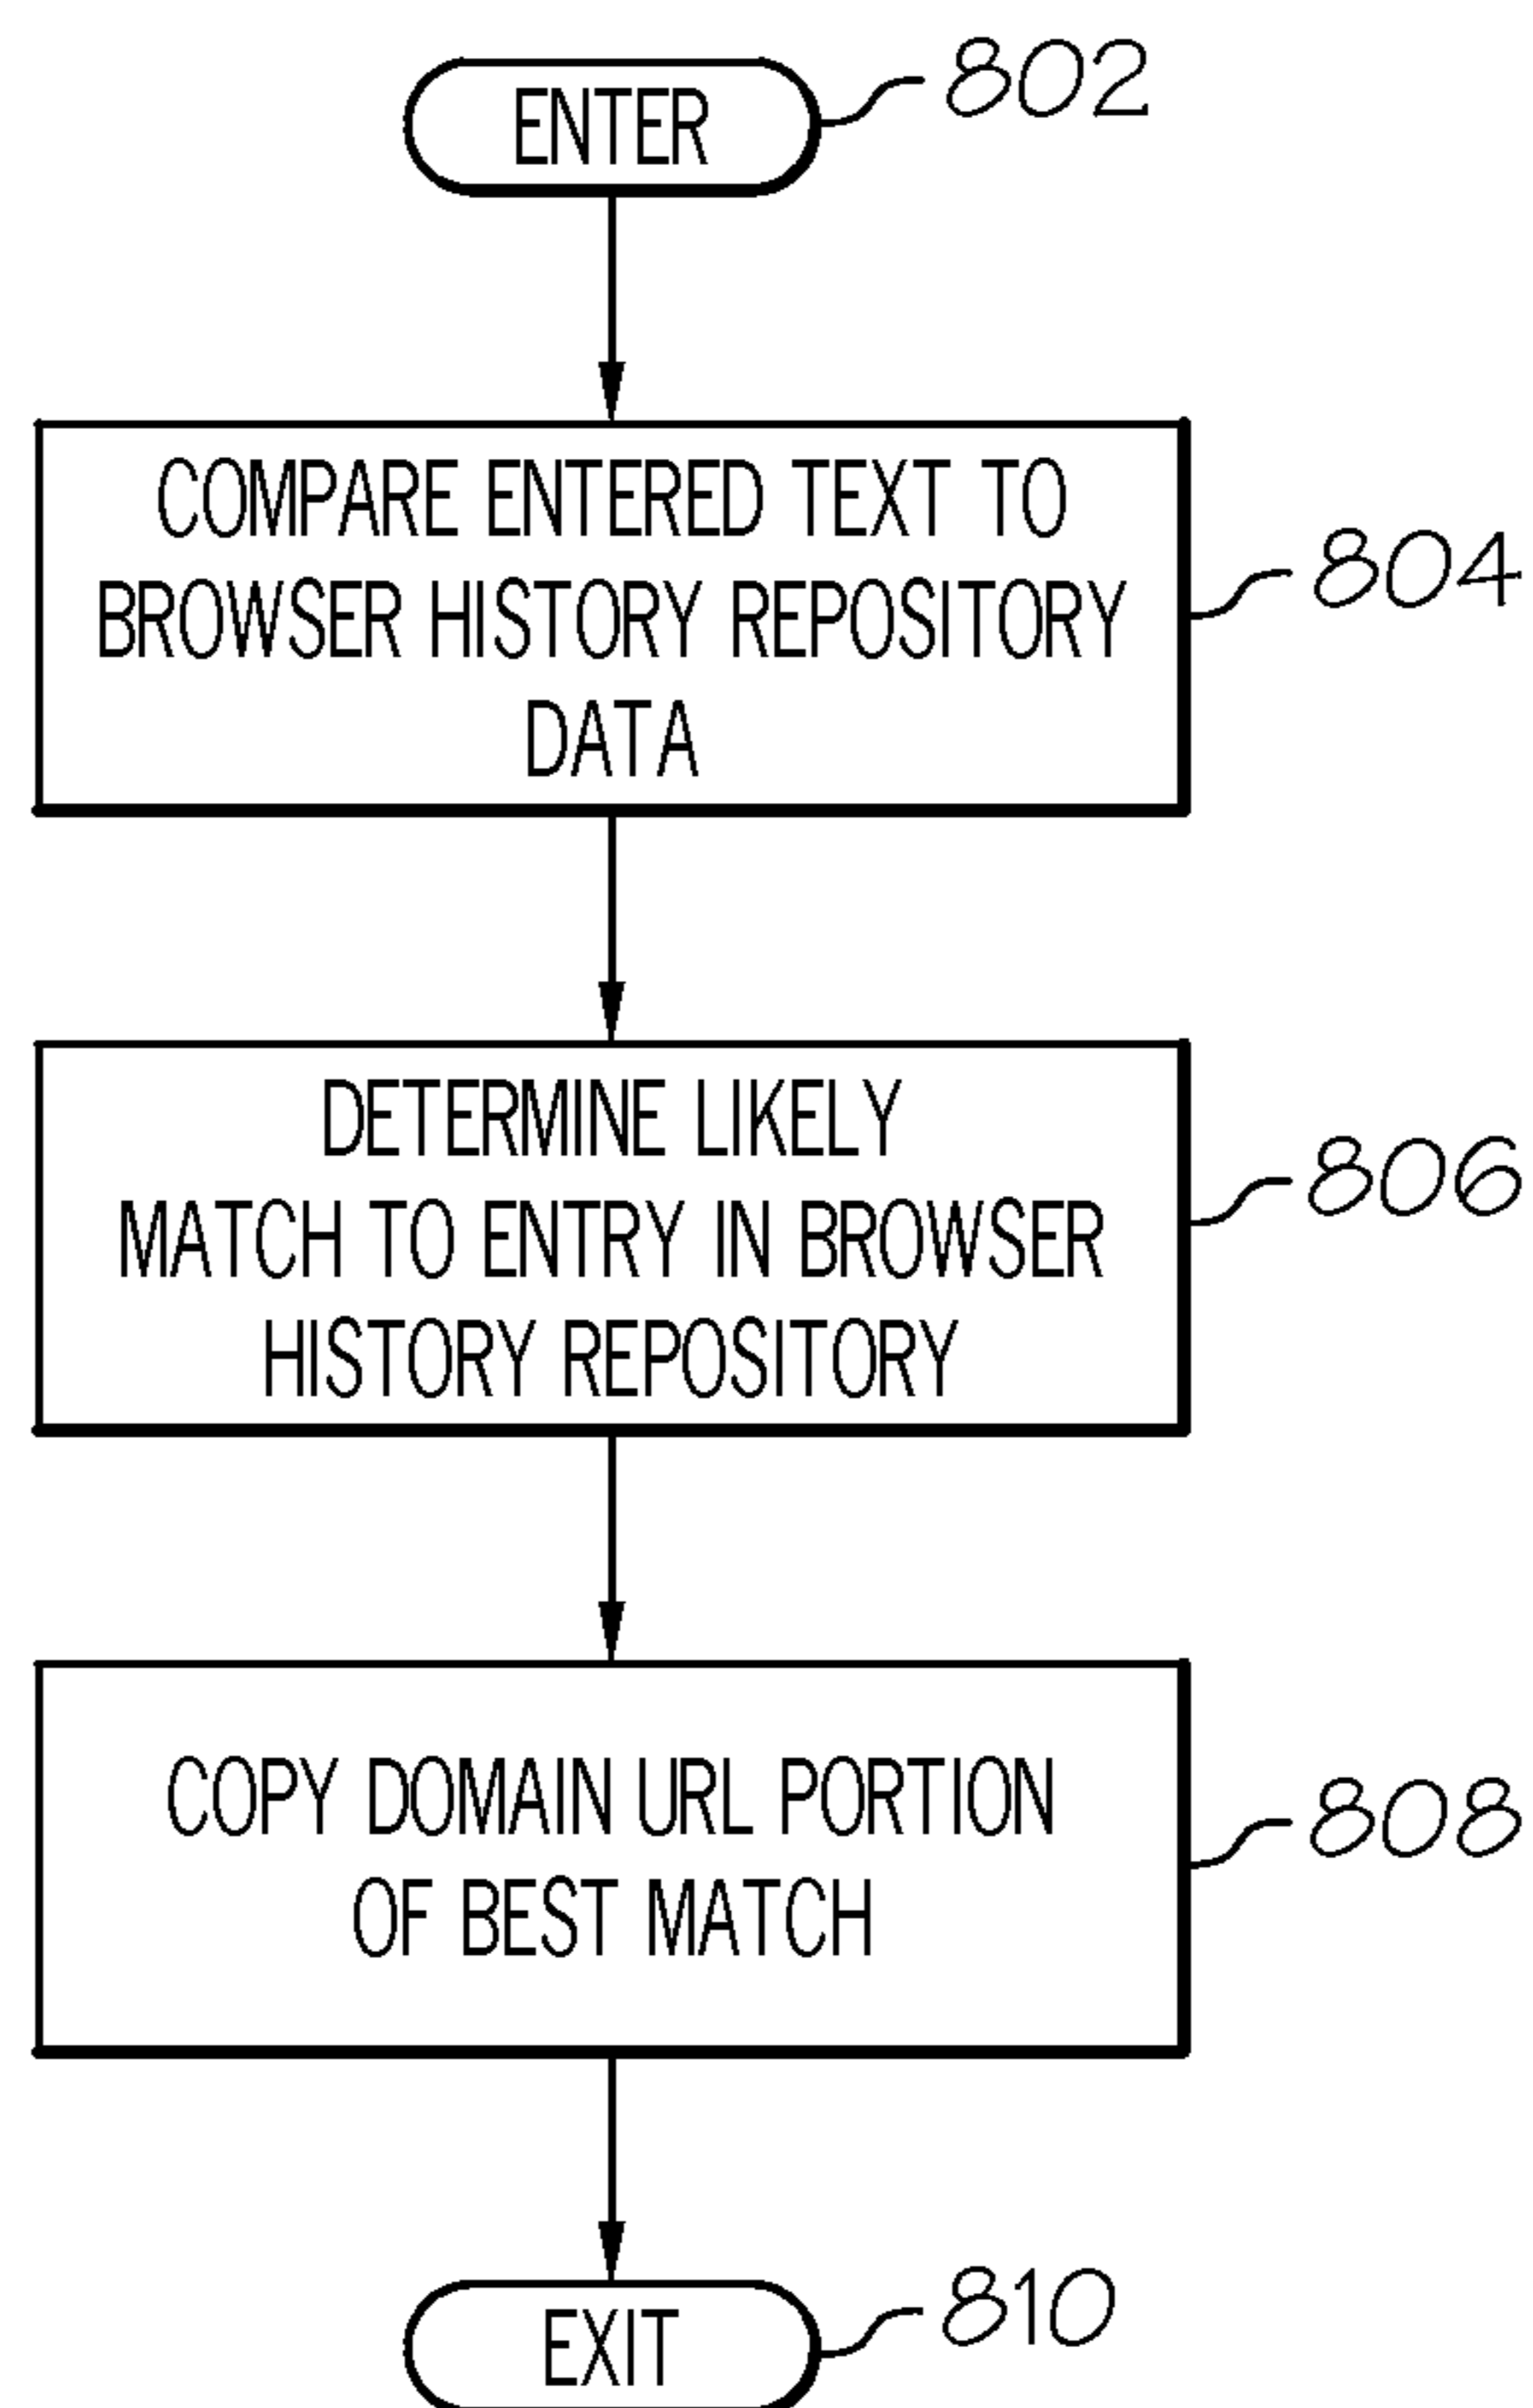 ENTER
802
COMPARE ENTERED TEXT TO
BROWSER HISTORY REPOSITORY
DATA
804
DETERMINE LIKELY
MATCH TO ENTRY IN BROWSER
HISTORY REPOSITORY
806
COPY DOMAIN URL PORTION
OF BEST MATCH
808
EXIT
810